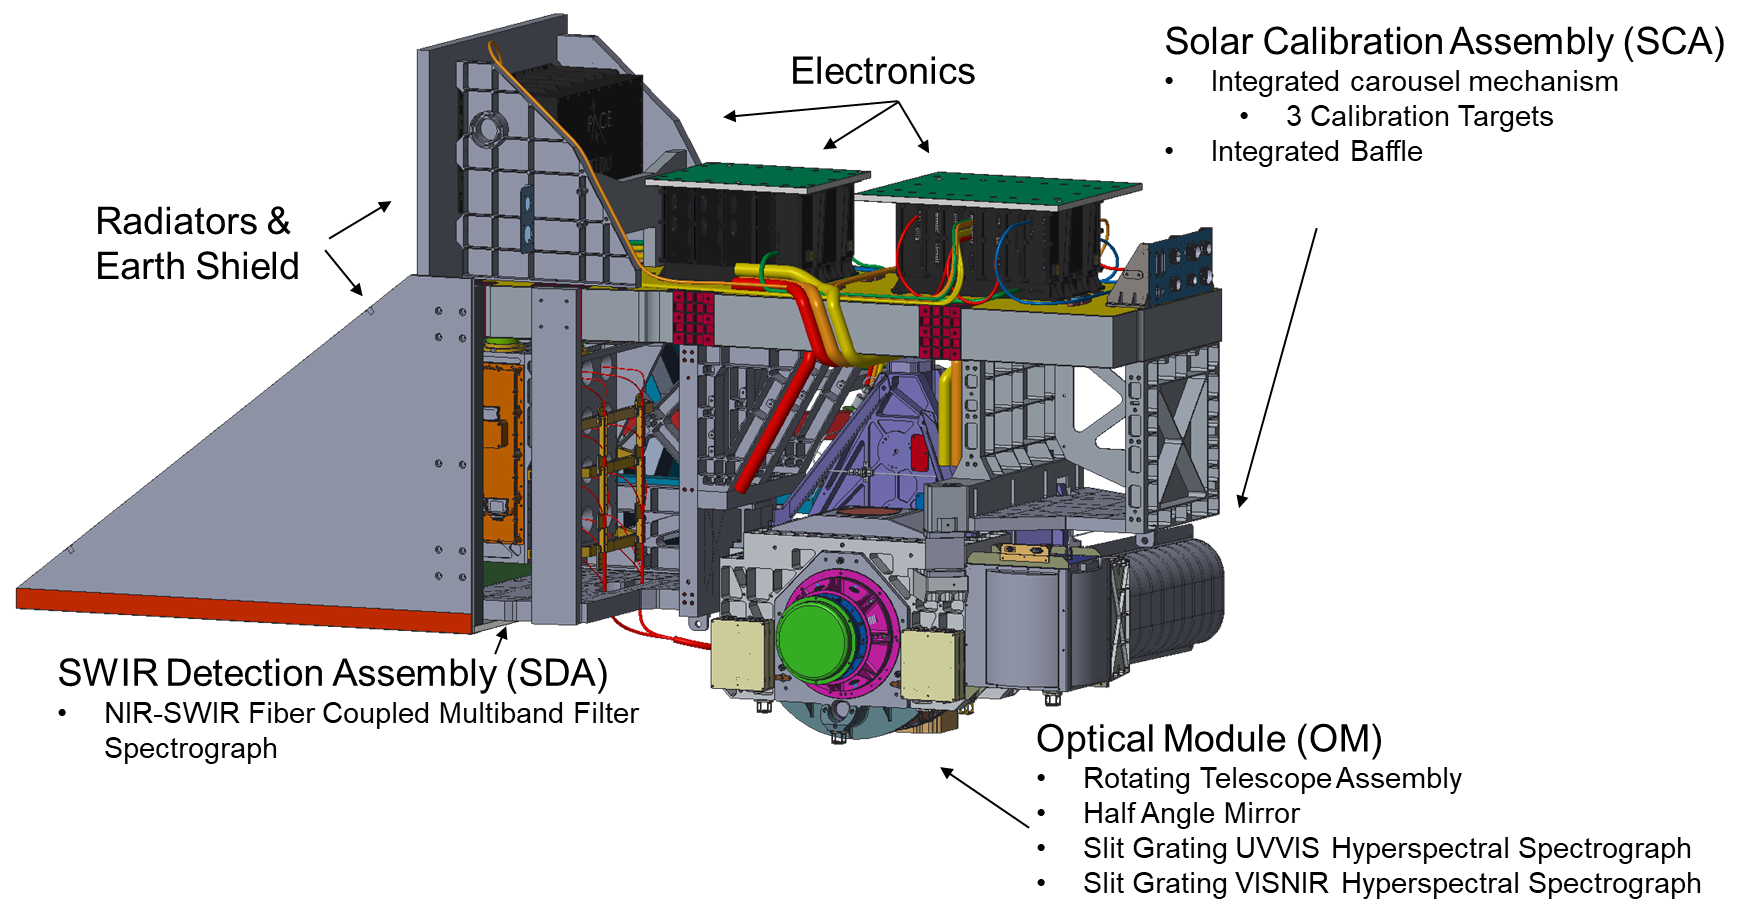 Solar Calibration Assembly (SCA)
• Integrated carousel mechanism
• 3 Calibration Targets
• Integrated Baffle
Electronics
PACE
Radiators &
Earth Shield
SWIR Detection Assembly (SDA)
• NIR-SWIR Fiber Coupled Multiband Filter
Spectrograph
Optical Module (OM)
• Rotating Telescope Assembly
• Half Angle Mirror
• Slit Grating UVVIS Hyperspectral Spectrograph
• Slit Grating VISNIR Hyperspectral Spectrograph